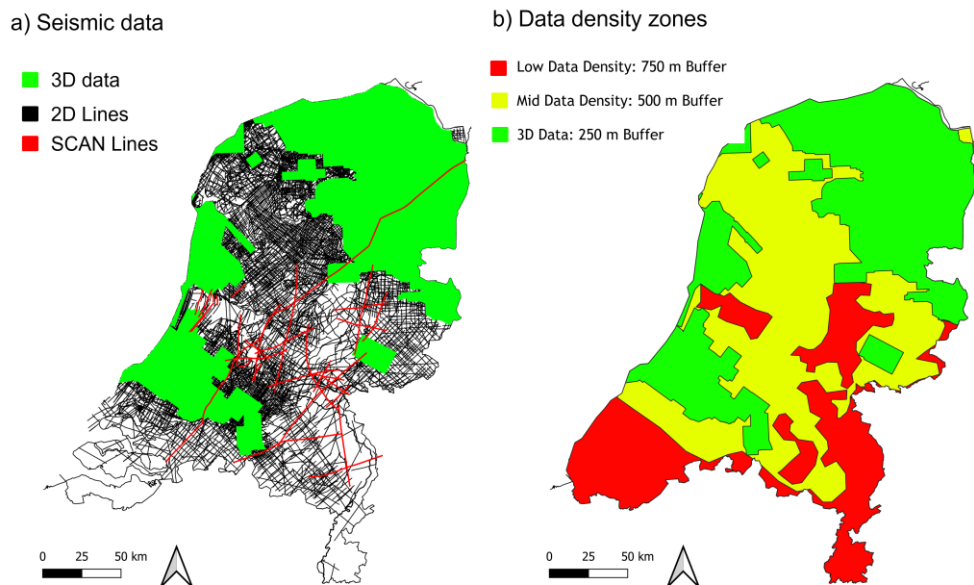 a) Seismic data
3D data
2D Lines
SCAN Lines
0 25 50 km
b) Data density zones
Low Data Density: 750 m Buffer
Mid Data Density: 500 m Buffer
3D Data: 250 m Buffer
0 25 50 km